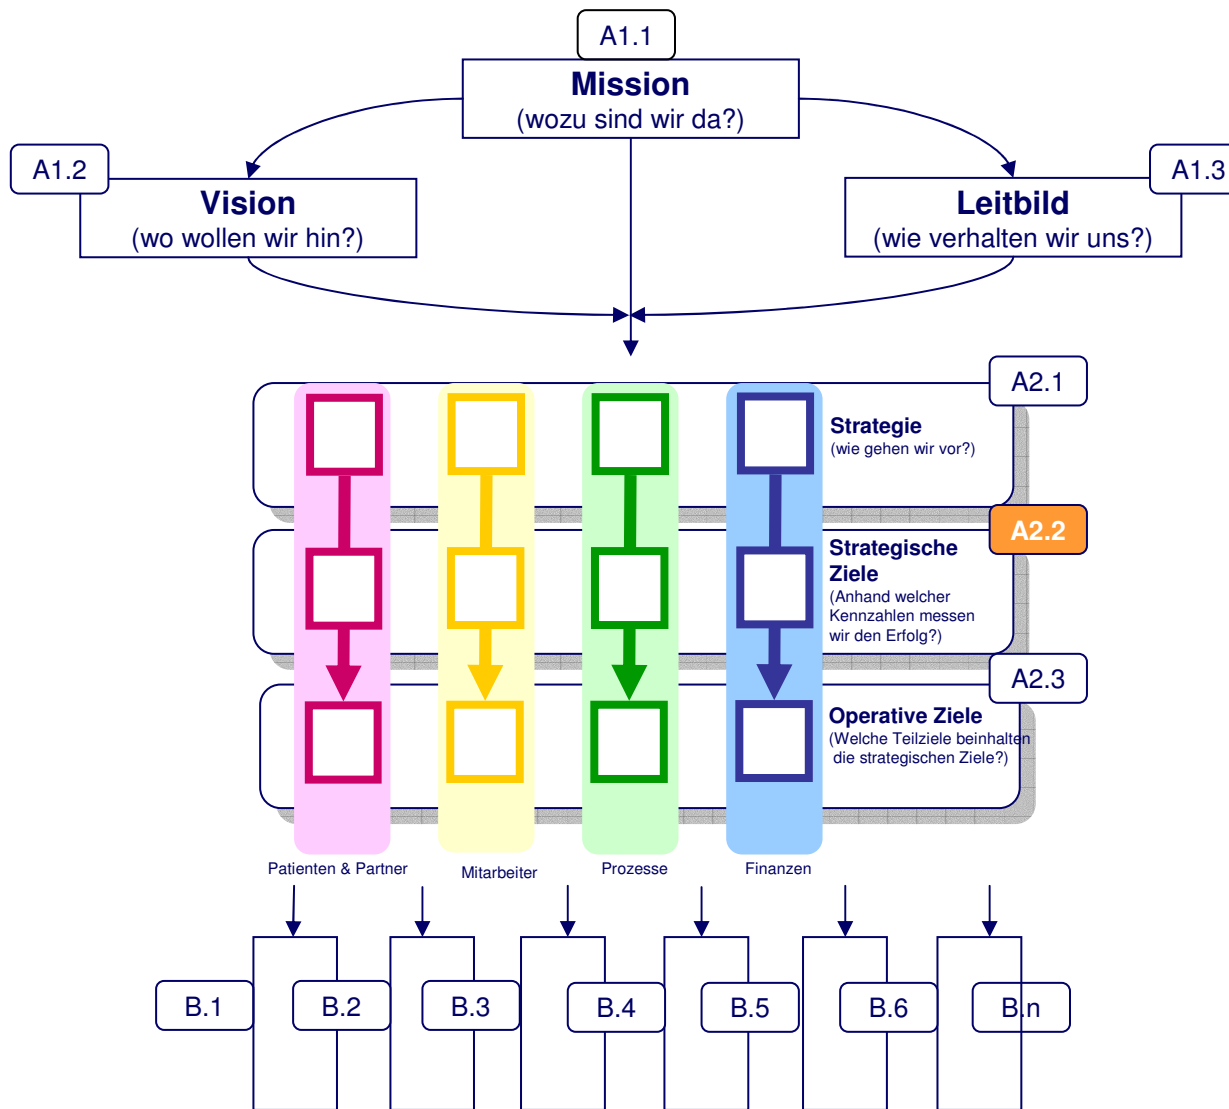 A1.1
Mission
(wozu sind wir da?)
A1.2
Vision
(wo wollen wir hin?)
A1.3
Leitbild
(wie verhalten wir uns?)
A2.1
Strategie
(wie gehen wir vor?)
A2.2
Strategische
Ziele
(Anhand welcher
Kennzahlen messen
wir den Erfolg?)
A2.3
Operative Ziele
(Welche Teilziele beinhalten
die strategischen Ziele?)
Patienten & Partner
Mitarbeiter
Prozesse
Finanzen
B.1
B.2
B.3
B.4
B.5
B.6
B.n